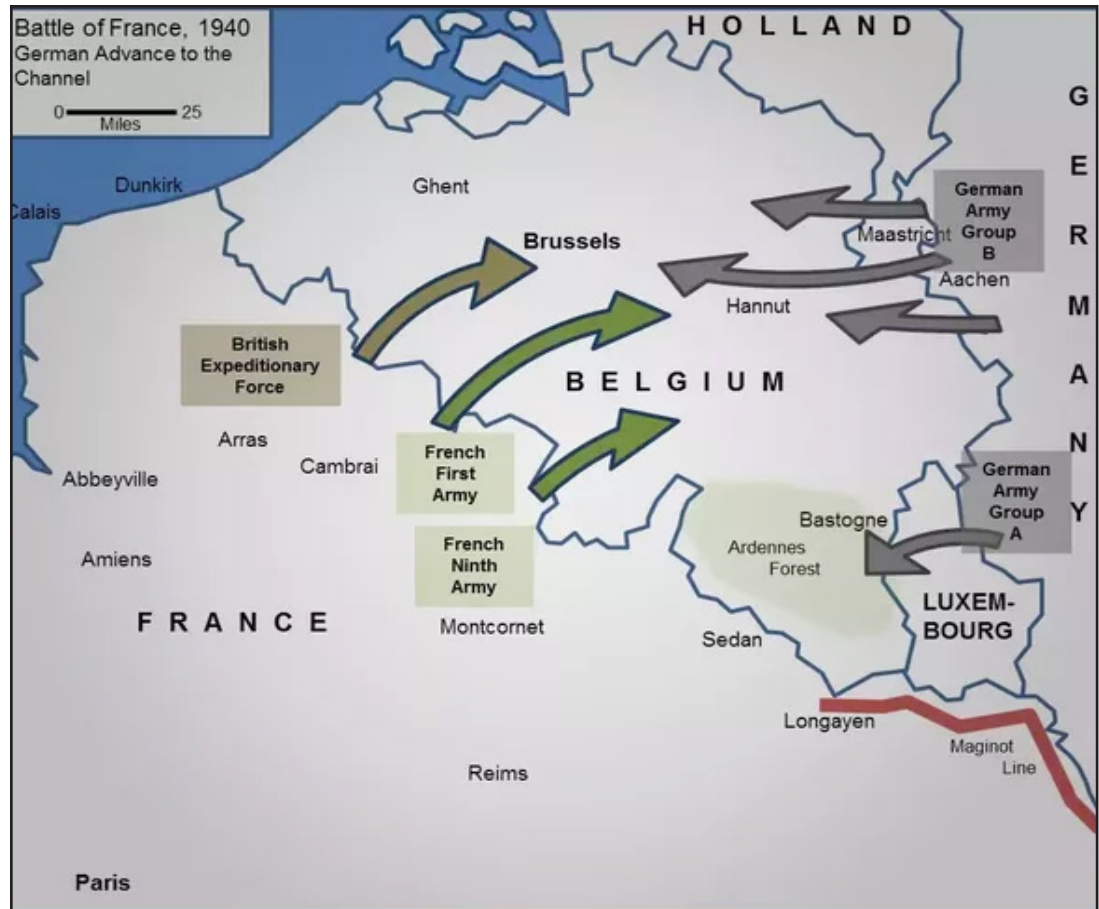 Battle of France, 1940
German Advance to the
Channel
0 25
Miles
HOLLAND
GERMANY
Dunkirk
Calais
Ghent
German
Army
Group
B
Maastricht
Brussels
Aachen
Hannut
British
Expeditionary
Force
BELGIUM
Arras
Cambrai
French
First
Army
Abbeyville
German
Army
Group
A
Bastogne
Ardennes
Forest
French
Ninth
Army
Amiens
FRANCE
Montcornet
Sedan
LUXEM-
BOURG
Longayen
Maginot
Line
Reims
Paris